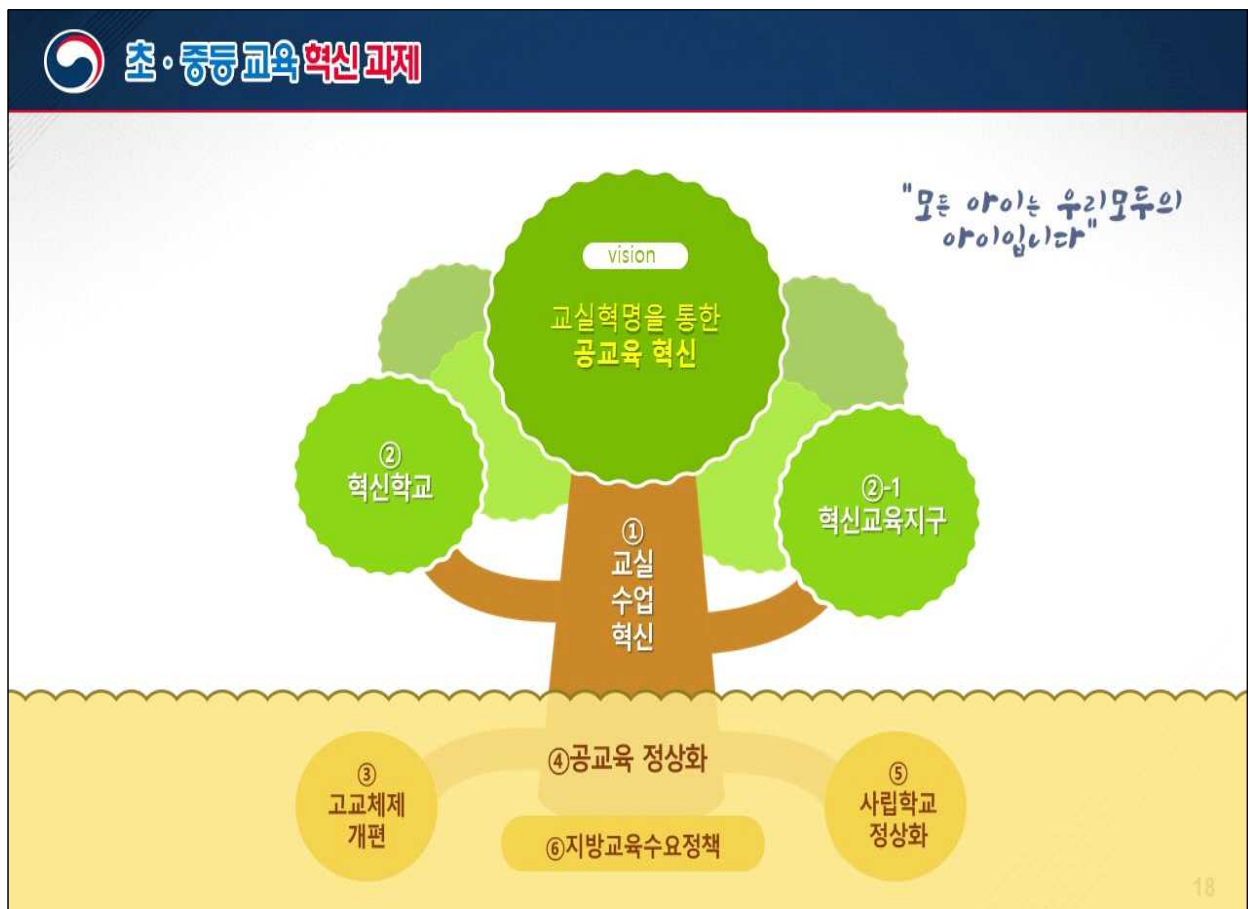 초·중등 교육 혁신 과제
"모든 아이는 우리모두의
아이입니다"
vision
교실혁명을 통한
공교육 혁신
②
혁신학교
②-1
혁신교육지구
①
교실
수업
혁신
③
고교체제
개편
④공교육 정상화
⑤
사립학교
정상화
⑥지방교육수요정책
18